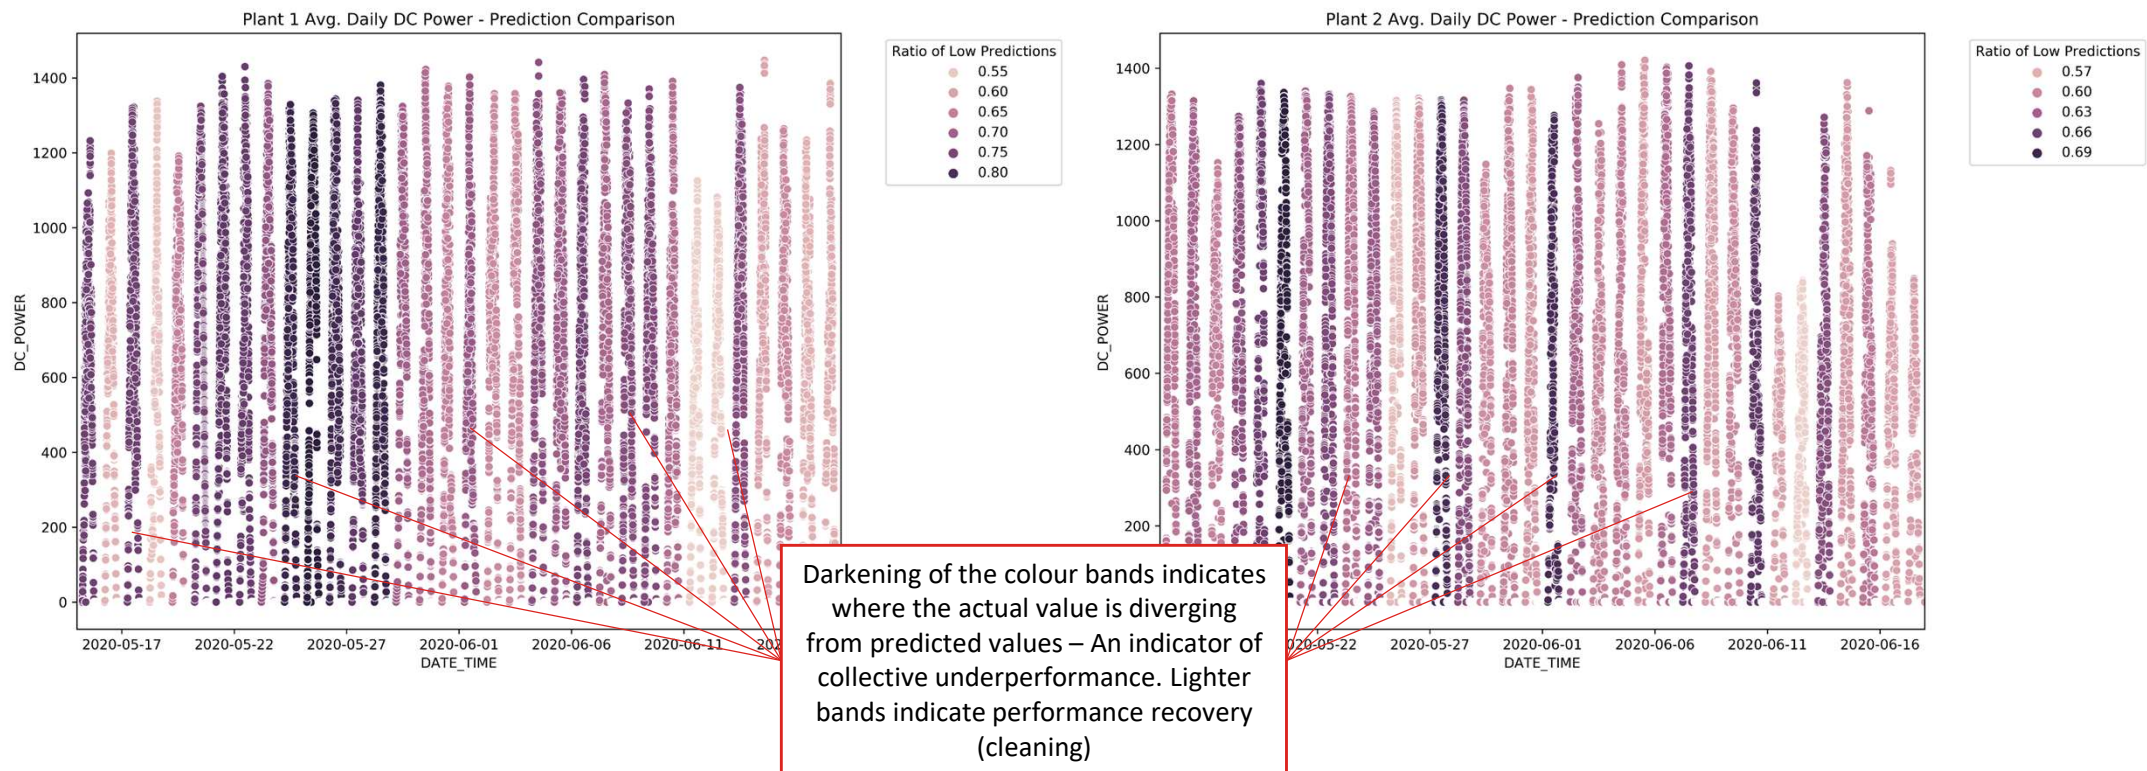 Plant 1 Avg. Daily DC Power - Prediction Comparison
DC_POWER
1400
1200
1000
800
600
400
200
0
2020-05-17 2020-05-22 2020-05-27 2020-06-01 2020-06-06 2020-06-11 202
DATE_TIME
Ratio of Low Predictions
0.55
0.60
0.65
0.70
0.75
0.80
Plant 2 Avg. Daily DC Power - Prediction Comparison
DC_POWER
1400
1200
1000
800
600
400
200
020-05-22 2020-05-27 2020-06-01 2020-06-06 2020-06-11 2020-06-16
DATE_TIME
Ratio of Low Predictions
0.57
0.60
0.63
0.66
0.69
Darkening of the colour bands indicates
where the actual value is diverging
from predicted values – An indicator of
collective underperformance. Lighter
bands indicate performance recovery
(cleaning)